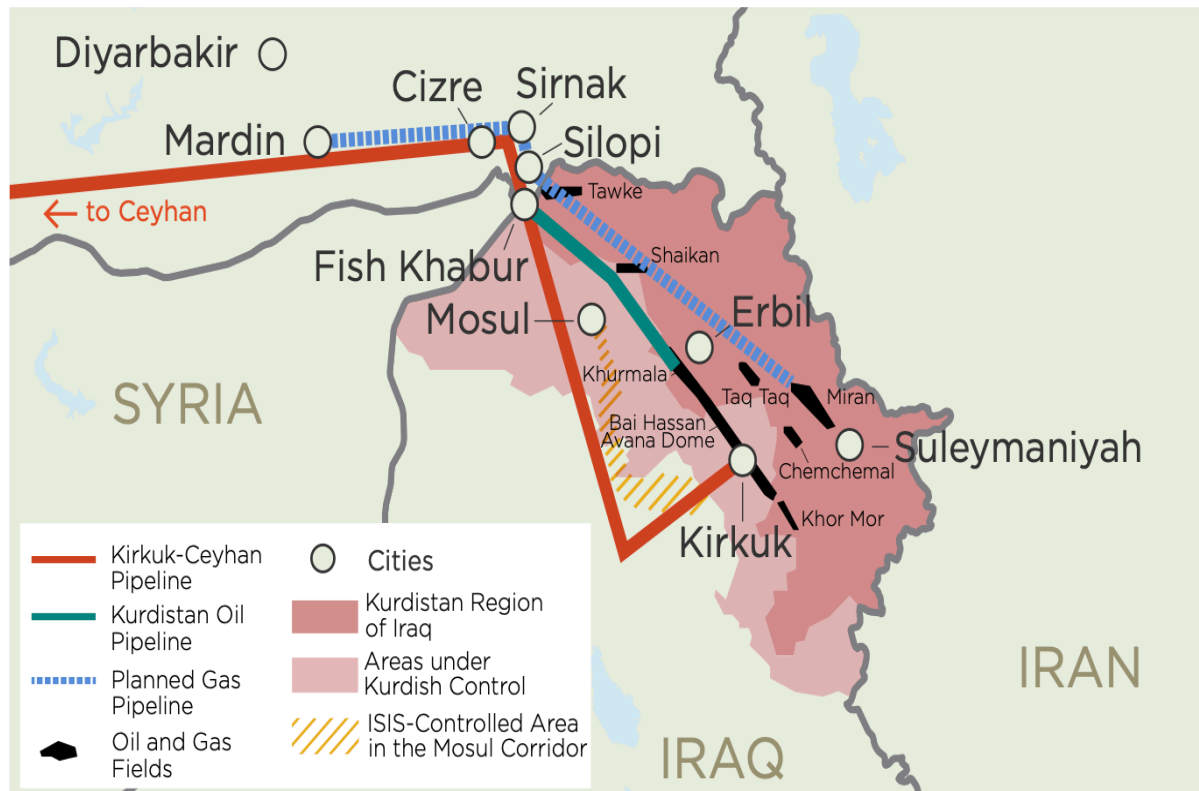 Diyarbakir
Sirnak
Cizre
Mardin
Silopi
Tawke
← to Ceyhan
Fish Khabur
Shaikan
Mosul
Erbil
Khurmala
Taq Taq
Miran
SYRIA
Bai Hassan
Avana Dome
Suleymaniyah
Chemchemal
Khor Mor
Kirkuk
Kirkuk-Ceyhan
Pipeline
Kurdistan Oil
Pipeline
Planned Gas
Pipeline
Oil and Gas
Fields
Cities
Kurdistan Region
of Iraq
Areas under
Kurdish Control
ISIS-Controlled Area
in the Mosul Corridor
IRAN
IRAQ